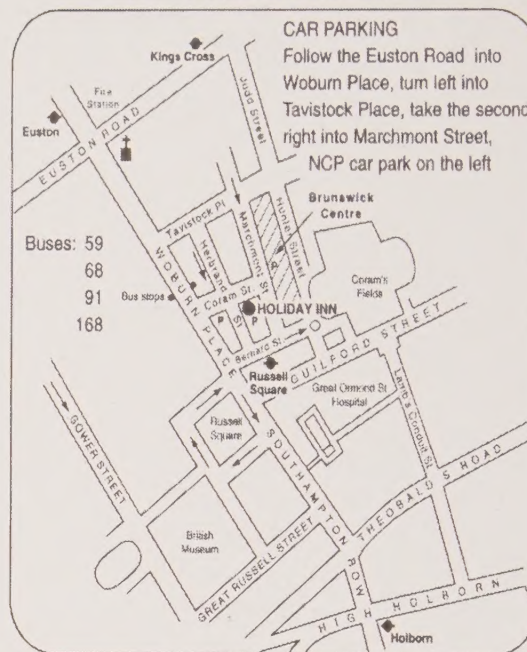 CAR PARKING
Follow the Euston Road into
Woburn Place, turn left into
Tavistock Place, take the second
right into Marchmont Street,
NCP car park on the left
Kings Cross
Fire
Station
Euston
EUSTON ROAD
Judd Street
Tavistock Pl
Brunswick
Centre
Buses: 59
68
91
168
Bus stops
WOBURN PLACE
Herbrand St
Marchmont St
Hunter Street
P
P
P
P
Coram St.
HOLIDAY INN
Coram's
Fields
Bernard St
Russell
Square
GUILFORD STREET
Great Ormond St
Hospital
Lamb's Conduit St
GOWER STREET
Russell
Square
SOUTHAMPTON ROW
THEOBALDS ROAD
British
Museum
GREAT RUSSELL STREET
HIGH HOLBORN
Holborn